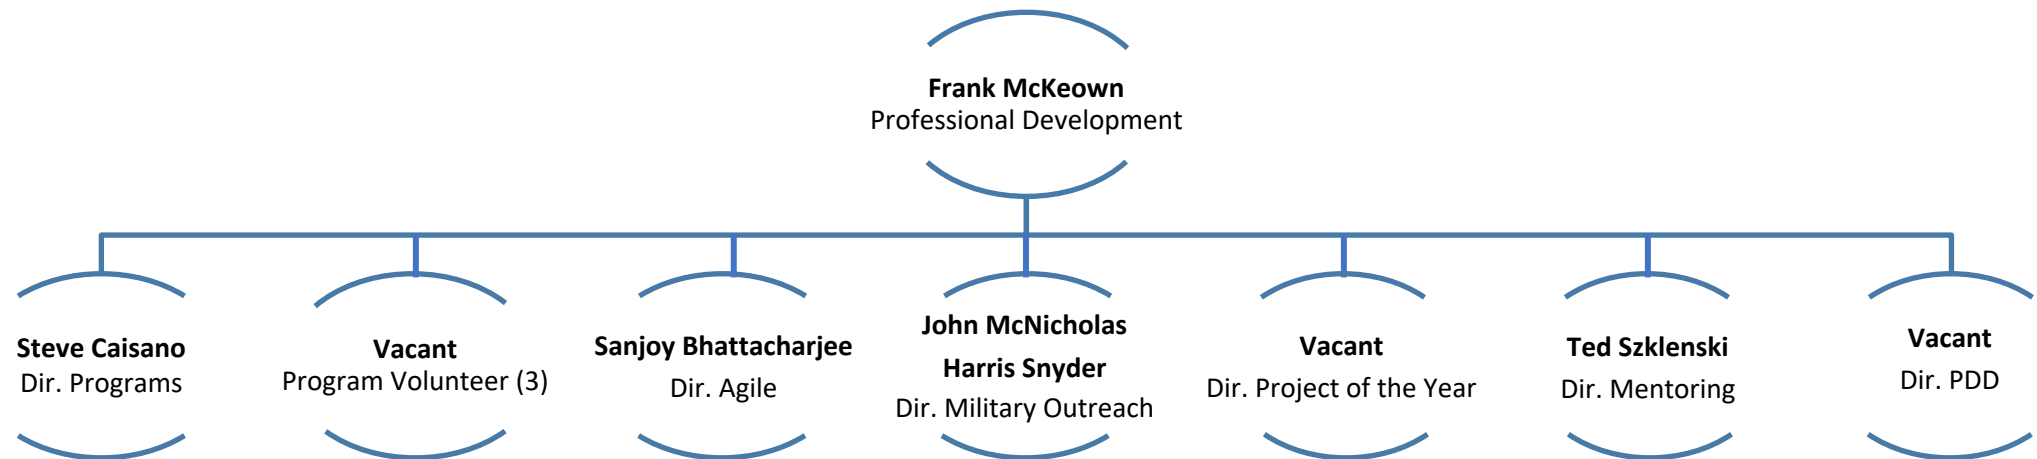 Frank McKeown
Professional Development
Steve Caisano
Dir. Programs
Vacant
Program Volunteer (3)
Sanjoy Bhattacharjee
Dir. Agile
John McNicholas
Harris Snyder
Dir. Military Outreach
Vacant
Dir. Project of the Year
Ted Szklenski
Dir. Mentoring
Vacant
Dir. PDD